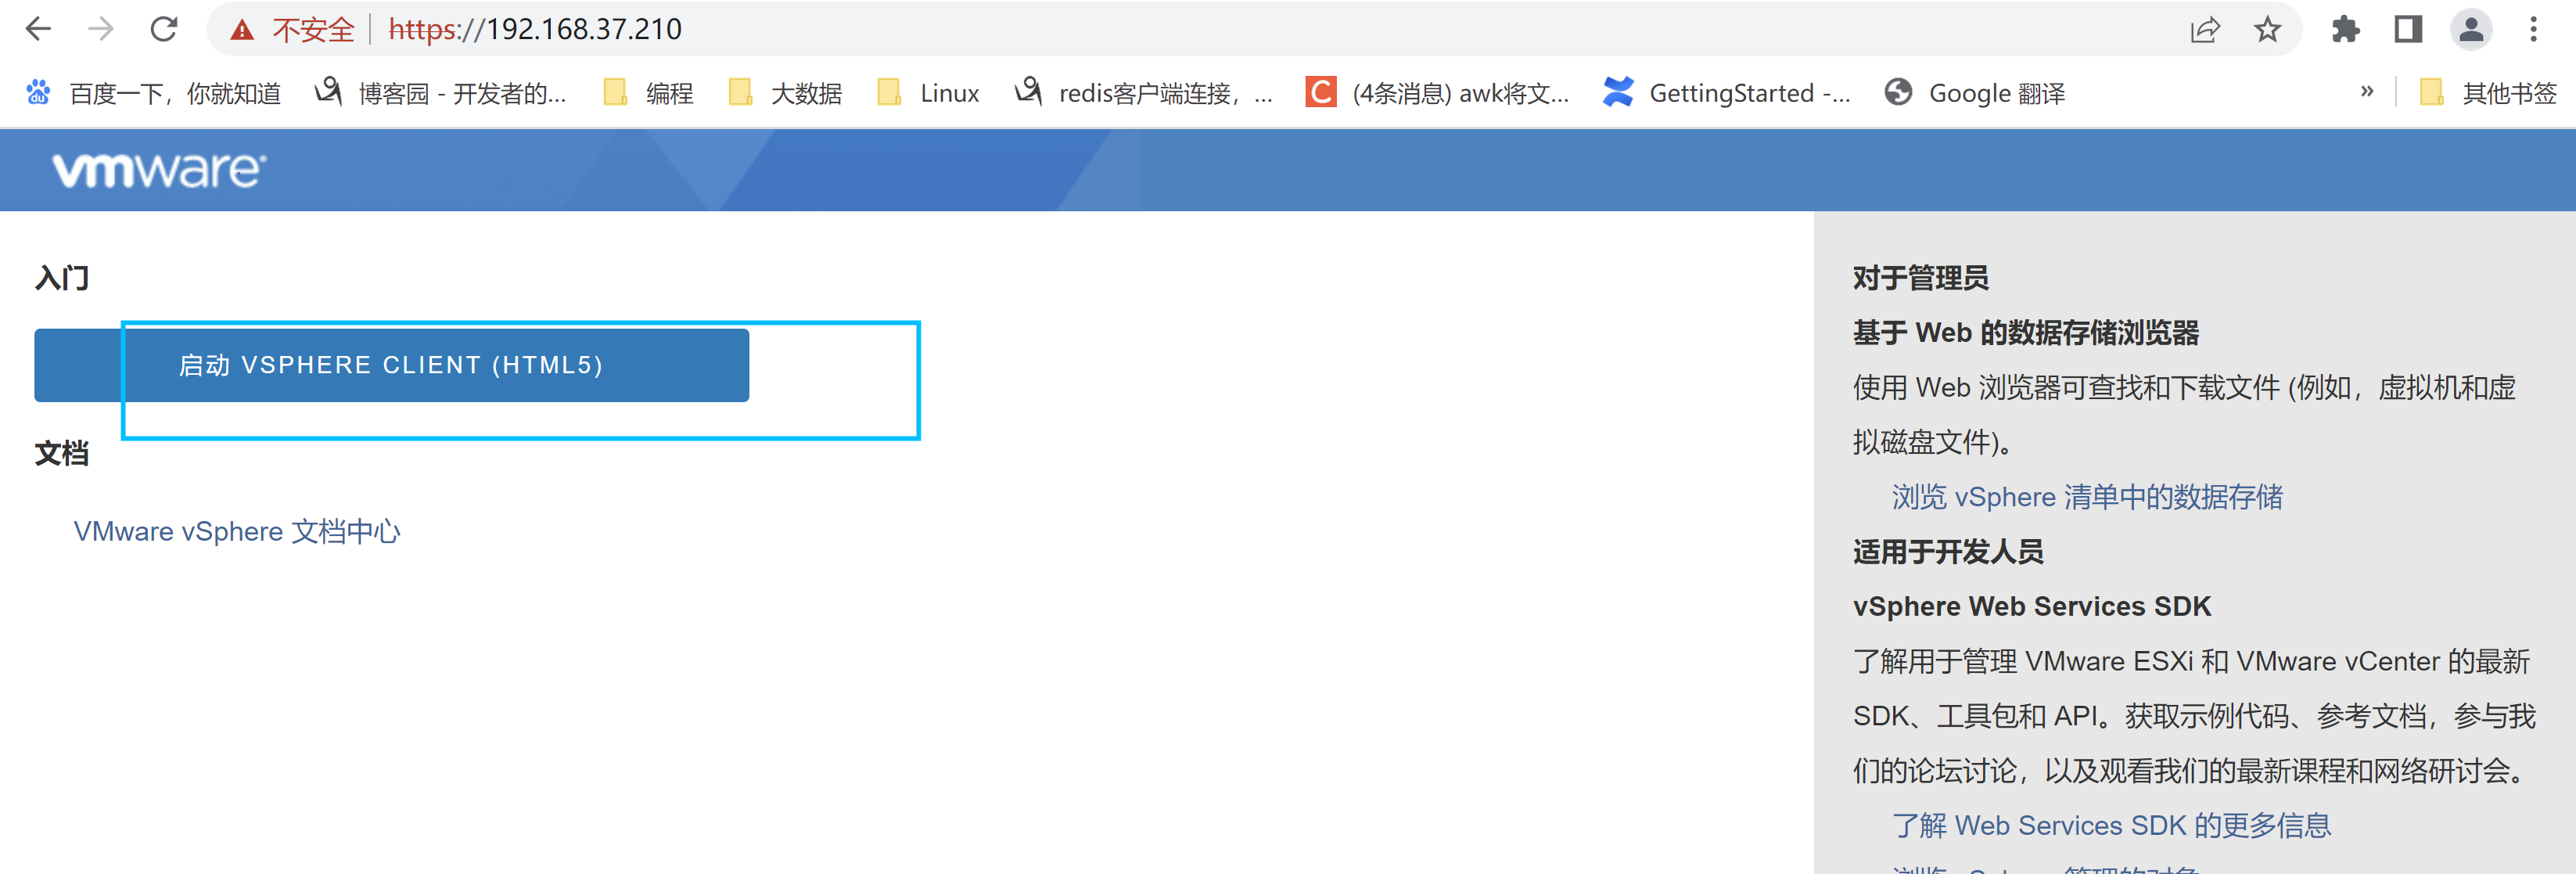 不安全 https://192.168.37.210
百度一下，你就知道 博客园 - 开发者的... 编程 大数据 Linux redis客户端连接，... (4条消息) awk将文... GettingStarted -... Google 翻译 » 其他书签
vmware
入门
启动 VSPHERE CLIENT (HTML5)
文档
VMware vSphere 文档中心
对于管理员
基于 Web 的数据存储浏览器
使用 Web 浏览器可查找和下载文件 (例如，虚拟机和虚
拟磁盘文件)。
浏览 vSphere 清单中的数据存储
适用于开发人员
vSphere Web Services SDK
了解用于管理 VMware ESXi 和 VMware vCenter 的最新
SDK、工具包和 API。获取示例代码、参考文档，参与我
们的论坛讨论，以及观看我们的最新课程和网络研讨会。
了解 Web Services SDK 的更多信息